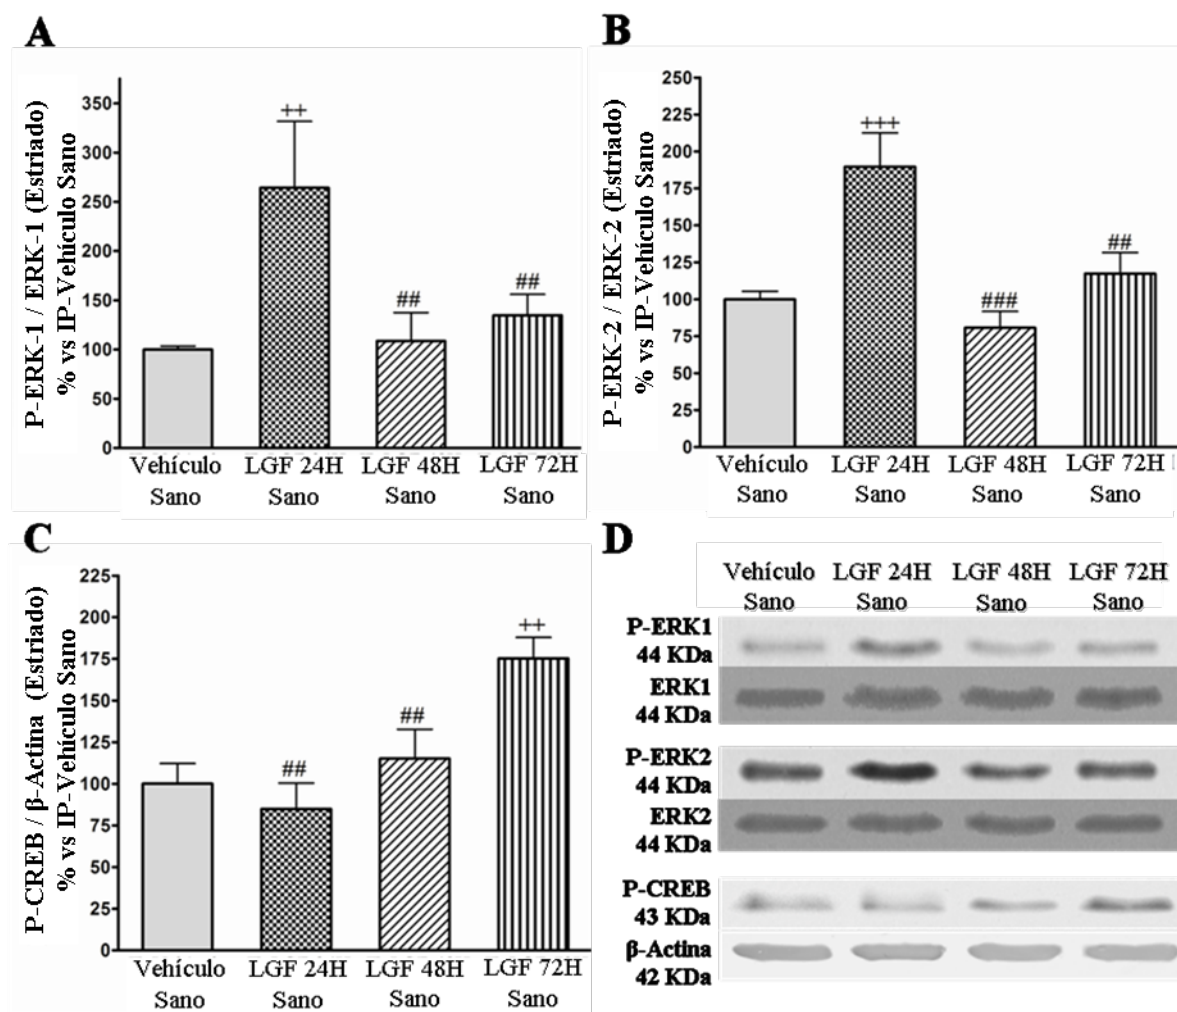 A
P-ERK-1 / ERK-1 (Estriado)
% vs IP-Vehículo Sano
350
300
250
200
150
100
50
0
++
##
##
Vehículo LGF 24H LGF 48H LGF 72H
Sano Sano Sano Sano
B
P-ERK-2 / ERK-2 (Estriado)
% vs IP-Vehículo Sano
250
225
200
175
150
125
100
75
50
25
0
+++
###
##
Vehículo LGF 24H LGF 48H LGF 72H
Sano Sano Sano Sano
C
P-CREB / β-Actina (Estriado)
% vs IP-Vehículo Sano
225
200
175
150
125
100
75
50
25
0
##
##
++
Vehículo LGF 24H LGF 48H LGF 72H
Sano Sano Sano Sano
D
Vehículo LGF 24H LGF 48H LGF 72H
Sano Sano Sano Sano
P-ERK1
44 KDa
ERK1
44 KDa
P-ERK2
44 KDa
ERK2
44 KDa
P-CREB
43 KDa
β-Actina
42 KDa